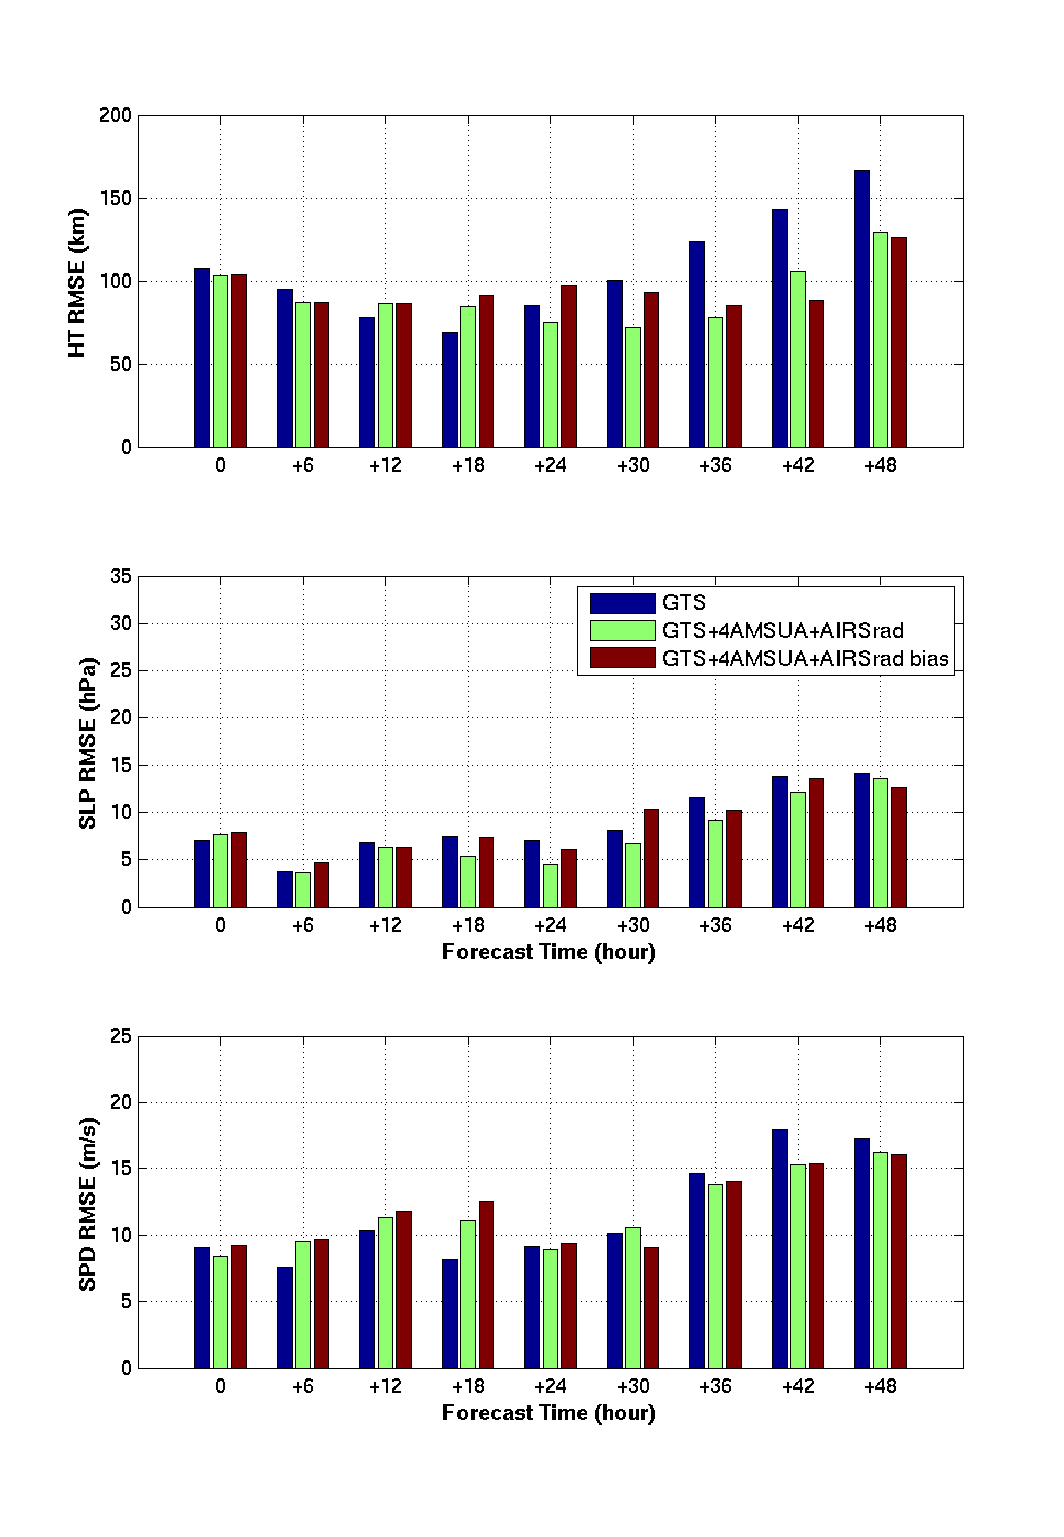 200
150
100
50
0
HT RMSE (km)
0 +6 +12 +18 +24 +30 +36 +42 +48
35
30
25
20
15
10
5
0
SLP RMSE (hPa)
GTS
GTS+4AMSUA+AIRSrad
GTS+4AMSUA+AIRSrad bias
0 +6 +12 +18 +24 +30 +36 +42 +48
Forecast Time (hour)
25
20
15
10
5
0
SPD RMSE (m/s)
0 +6 +12 +18 +24 +30 +36 +42 +48
Forecast Time (hour)